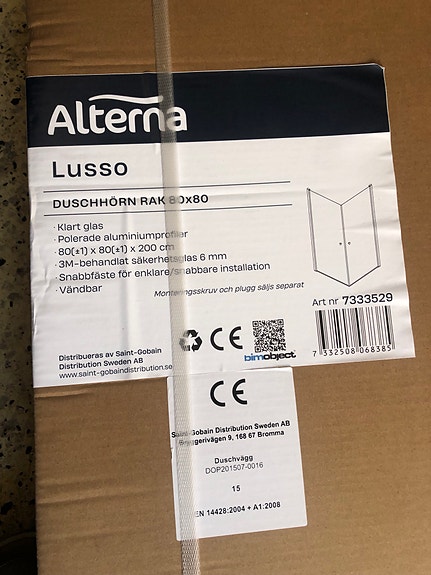 Alterna
Lusso
DUSCHHÖRN RAK 80x80
· Klart glas
· Polerade aluminiumprofiler
· 80(±1) x 80(±1) x 200 cm
· 3M-behandlat säkerhetsglas 6 mm
· Snabbfäste för enklare/snabbare installation
· Vändbar
Monteringsskruv och plugg säljs separat
Art nr 7333529
7 332508 068385
CE
bimobject
Distribueras av Saint-Gobain
Distribution Sweden AB
www.saint-gobaindistribution.se
CE
Saint-Gobain Distribution Sweden AB
Bryggerivägen 9, 168 67 Bromma
Duschvägg
DOP201507-0016
15
EN 14428:2004 + A1:2008